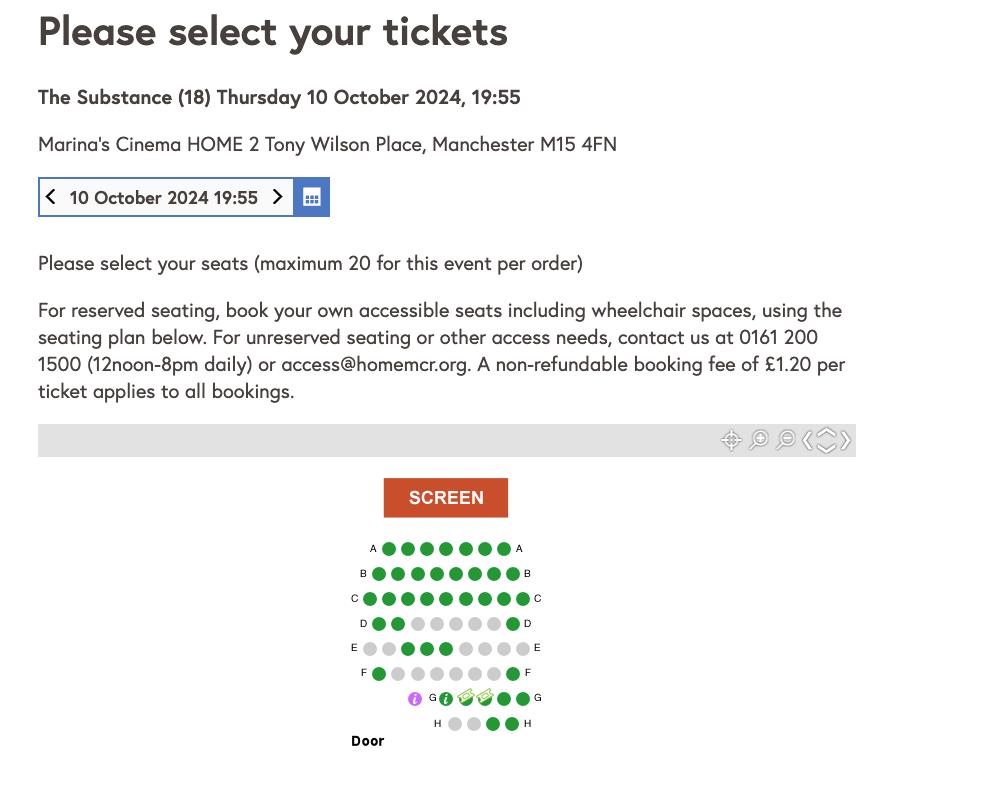 Please select your tickets
The Substance (18) Thursday 10 October 2024, 19:55
Marina's Cinema HOME 2 Tony Wilson Place, Manchester M15 4FN
10 October 2024 19:55
Please select your seats (maximum 20 for this event per order)
For reserved seating, book your own accessible seats including wheelchair spaces, using the
seating plan below. For unreserved seating or other access needs, contact us at 0161 200
1500 (12noon-8pm daily) or access@homemcr.org. A non-refundable booking fee of £1.20 per
ticket applies to all bookings.
SCREEN
A A
B B
C C
D D
E E
F F
i G i G
H H
Door